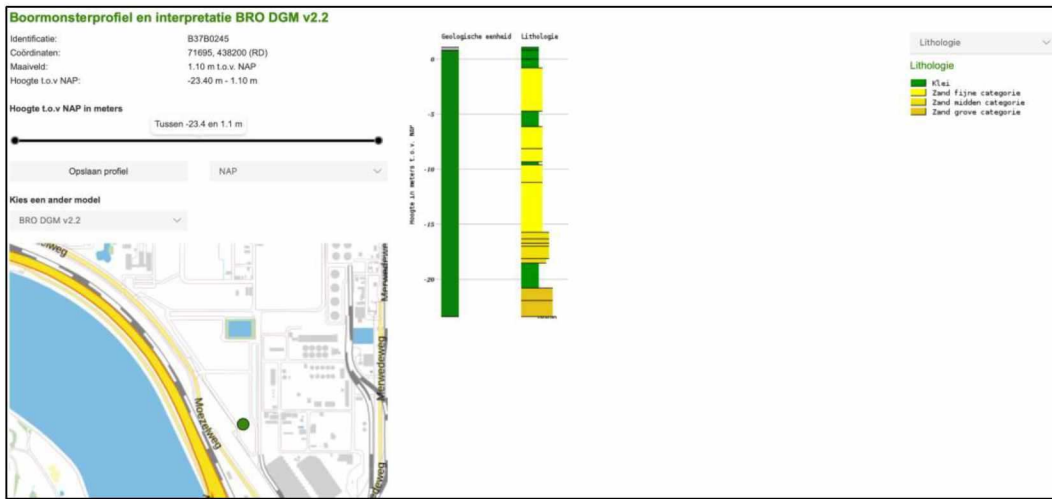 Boormonsterprofiel en interpretatie BRO DGM v2.2
Identificatie: B37B0245
Coördinaten: 71695, 438200 (RD)
Maaiveld: 1.10 m t.o.v. NAP
Hoogte t.o.v NAP: -23.40 m - 1.10 m
Hoogte t.o.v NAP in meters
Tussen -23.4 en 1.1 m
Opslaan profiel
NAP
Kies een ander model
BRO DGM v2.2
Moezelweg
Merwedeweg
Geologische eenheid
Lithologie
Hoogte in meters t.o.v. NAP
0
-5
-10
-15
-20
Lithologie
Lithologie
Klei
Zand fijne categorie
Zand midden categorie
Zand grove categorie